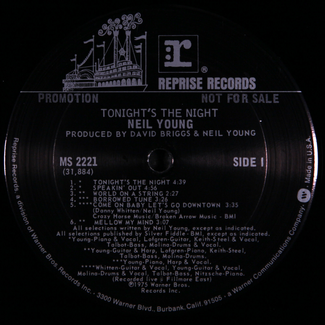 r
®
REPRISE RECORDS
PROMOTION NOT FOR SALE
TONIGHT'S THE NIGHT
NEIL YOUNG
PRODUCED BY DAVID BRIGGS & NEIL YOUNG
MS 2221 SIDE 1
(31,884)
1. * TONIGHT'S THE NIGHT 4:39
2. * SPEAKIN' OUT 4:56
3. ** WORLD ON A STRING 2:27
4. *** BORROWED TUNE 3:26
5. **** COME ON BABY LET'S GO DOWNTOWN 3:35
(Danny Whitten/Neil Young)
Crazy Horse Music/Broken Arrow Music - BMI
6. ** MELLOW MY MIND 3:07
All selections written by Neil Young, except as shown
All selections published by Silver Fiddle-BMI, except as shown
*Young-Piano & Vocal, Lofgren-Guitar, Keith-Steel & Vocal,
Talbot-Bass, Molina-Drums & Vocal.
**Young-Guitar & Harp, Lofgren-Piano, Keith-Steel & Vocal,
Talbot-Bass, Molina-Drums & Vocal.
***Young-Piano, Harp & Vocal.
****Whitten-Guitar & Vocal, Young-Guitar & Vocal,
Molina-Drums & Vocal, Talbot-Bass, Nitzsche-Piano.
(Recorded live @ Fillmore East)
℗1975 Warner Bros.
Records Inc.
Made in U.S.A.
Reprise Records, a division of Warner Bros. Records Inc. - 3300 Warner Blvd., Burbank, Calif. 91505 - a Warner Communications Company